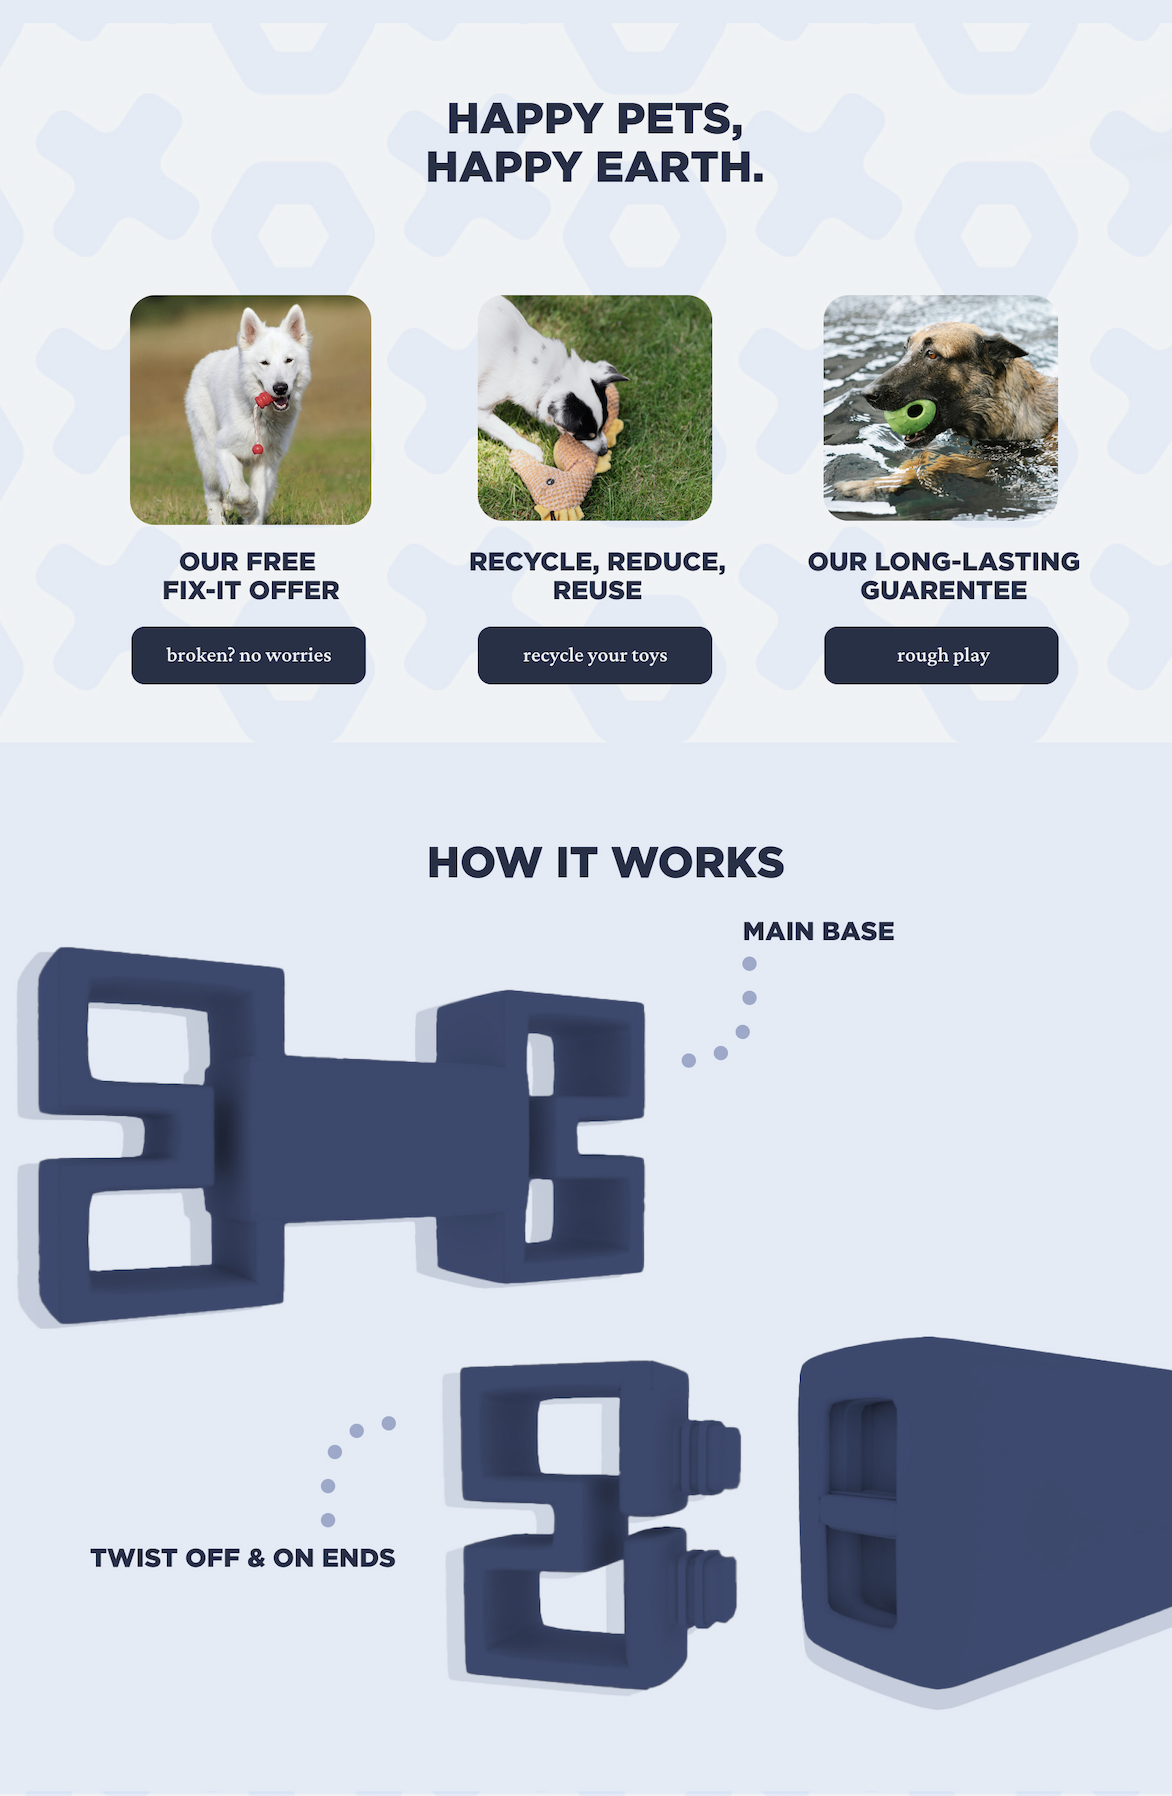 HAPPY PETS,
HAPPY EARTH.
OUR FREE
FIX-IT OFFER
broken? no worries
RECYCLE, REDUCE,
REUSE
recycle your toys
OUR LONG-LASTING
GUARENTEE
rough play
HOW IT WORKS
MAIN BASE
TWIST OFF & ON ENDS